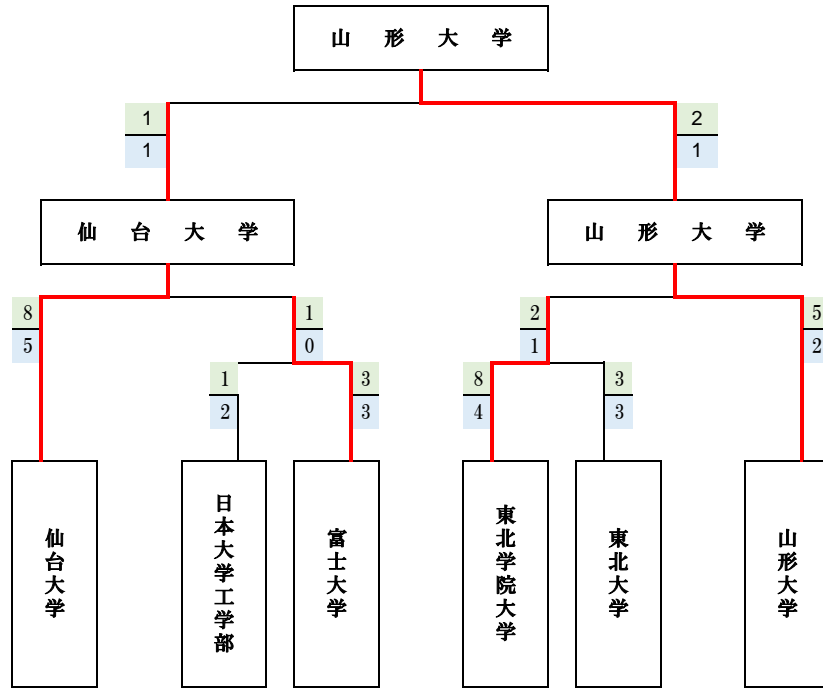 山形大学
1 2
1 1
仙台大学 山形大学
8 1 2 5
5 0 1 2
1 3 8 3
2 3 4 3
仙台大学
日本大学工学部
富士大学
東北学院大学
東北大学
山形大学